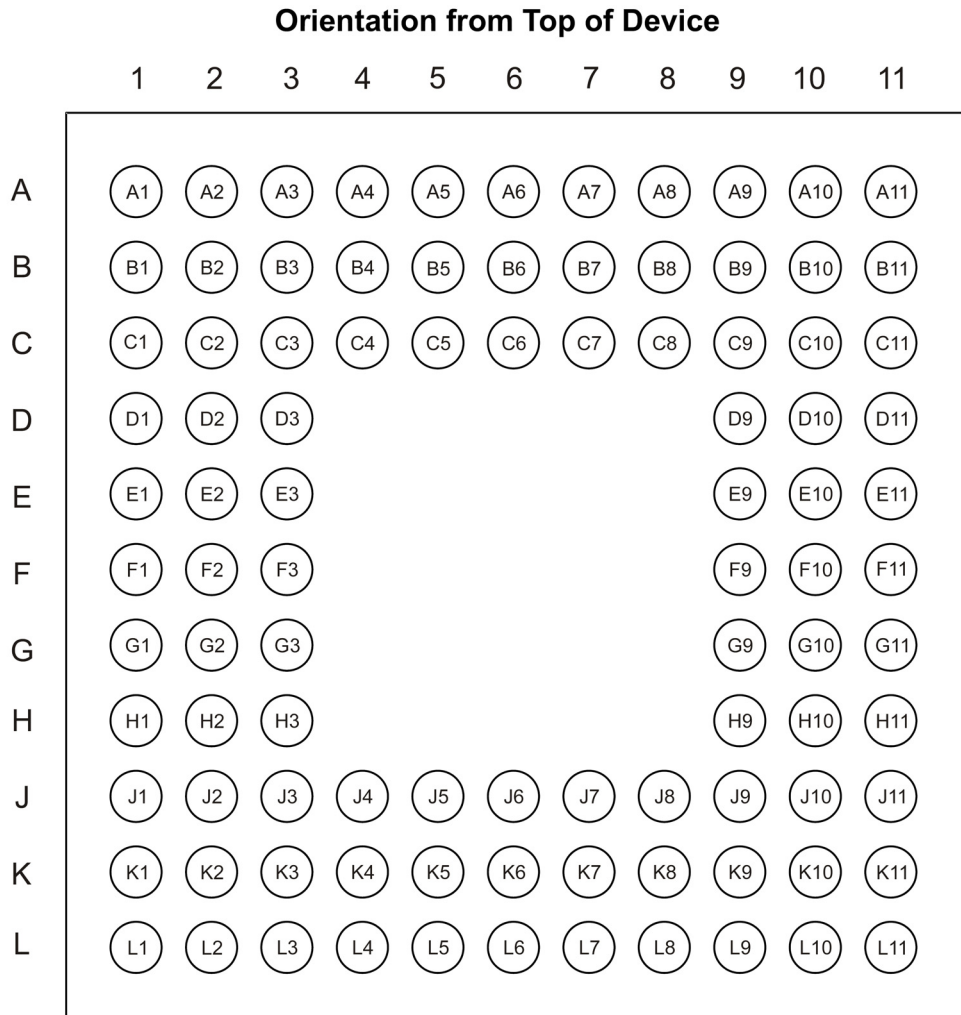 Orientation from Top of Device
1 2 3 4 5 6 7 8 9 10 11
A A1 A2 A3 A4 A5 A6 A7 A8 A9 A10 A11
B B1 B2 B3 B4 B5 B6 B7 B8 B9 B10 B11
C C1 C2 C3 C4 C5 C6 C7 C8 C9 C10 C11
D D1 D2 D3 D9 D10 D11
E E1 E2 E3 E9 E10 E11
F F1 F2 F3 F9 F10 F11
G G1 G2 G3 G9 G10 G11
H H1 H2 H3 H9 H10 H11
J J1 J2 J3 J4 J5 J6 J7 J8 J9 J10 J11
K K1 K2 K3 K4 K5 K6 K7 K8 K9 K10 K11
L L1 L2 L3 L4 L5 L6 L7 L8 L9 L10 L11